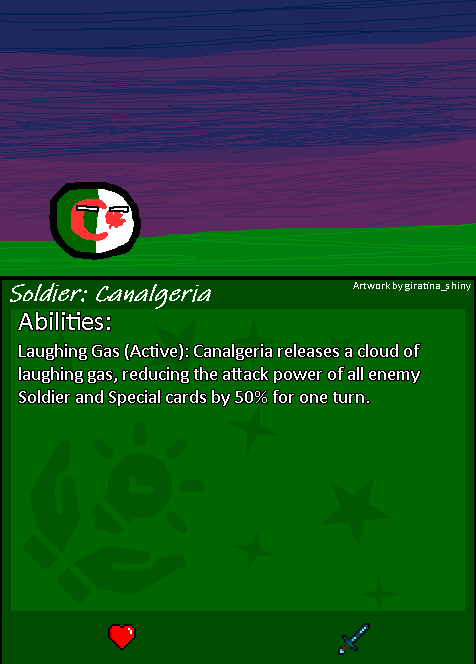 Soldier: Canalgeria
Artwork by giratina_shiny
Abilities:
Laughing Gas (Active): Canalgeria releases a cloud of
laughing gas, reducing the attack power of all enemy
Soldier and Special cards by 50% for one turn.